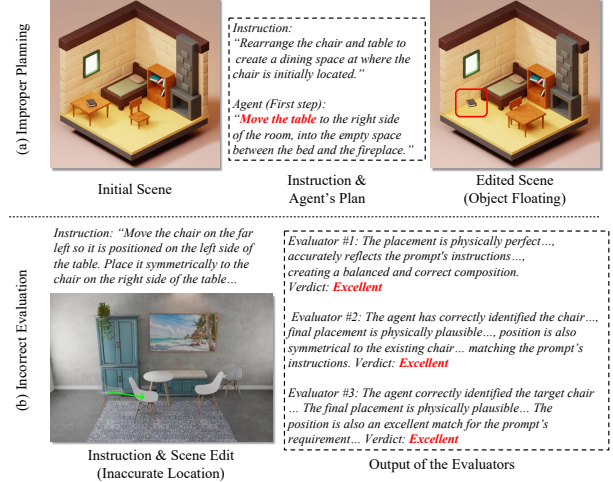 (a) Improper Planning
Instruction:
“Rearrange the chair and table to
create a dining space at where the
chair is initially located.”
Agent (First step):
“Move the table to the right side
of the room, into the empty space
between the bed and the fireplace.”
Initial Scene
Instruction &
Agent’s Plan
Edited Scene
(Object Floating)
(b) Incorrect Evaluation
Instruction: “Move the chair on the far
left so it is positioned on the left side of
the table. Place it symmetrically to the
chair on the right side of the table…
Instruction & Scene Edit
(Inaccurate Location)
Evaluator #1: The placement is physically perfect…,
accurately reflects the prompt's instructions…,
creating a balanced and correct composition.
Verdict: Excellent
Evaluator #2: The agent has correctly identified the chair…,
final placement is physically plausible…, position is also
symmetrical to the existing chair… matching the prompt’s
instructions. Verdict: Excellent
Evaluator #3: The agent correctly identified the target chair
… The final placement is physically plausible… The
position is also an excellent match for the prompt’s
requirement… Verdict: Excellent
Output of the Evaluators